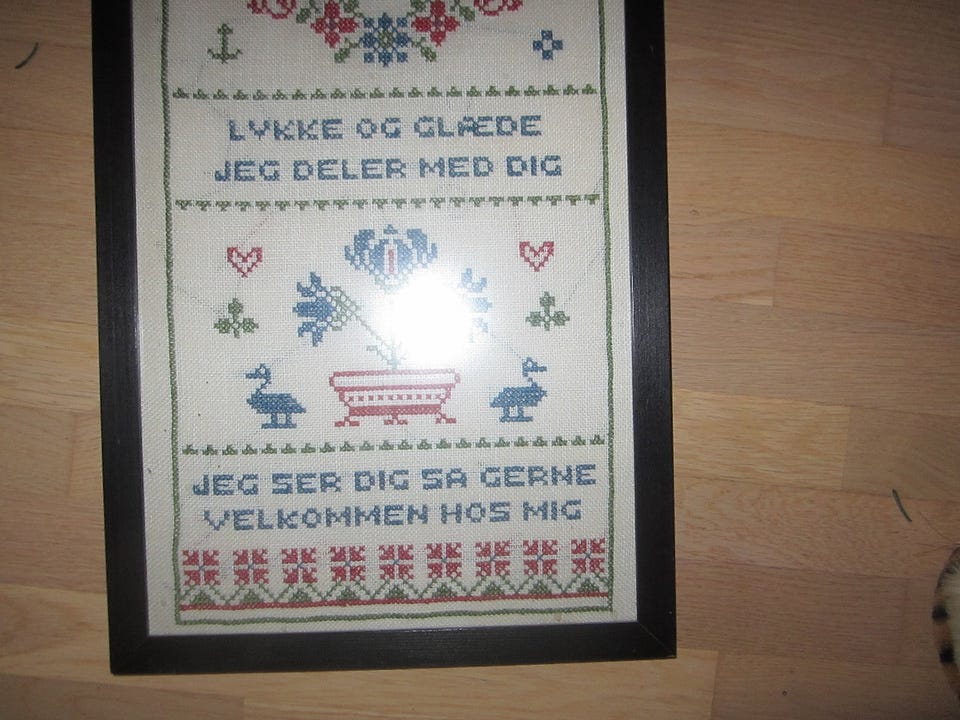 LYKKE OG GLÆDE
JEG DELER MED DIG
JEG SER DIG SA GERNE
VELKOMMEN HOS MIG